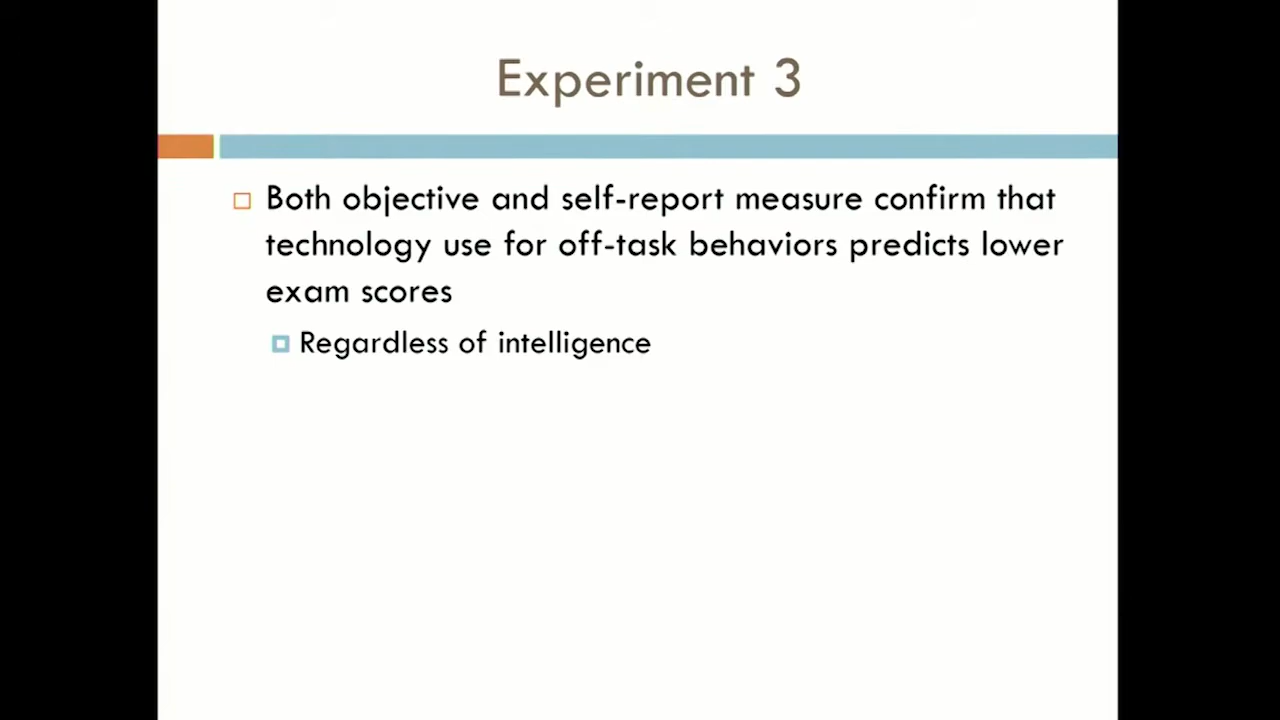 Experiment 3
Both objective and self-report measure confirm that
technology use for off-task behaviors predicts lower
exam scores
Regardless of intelligence